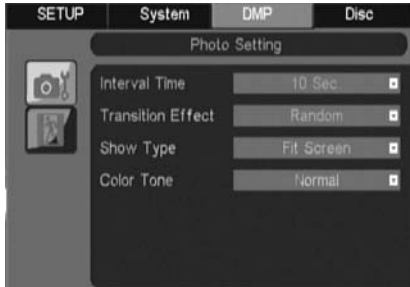 SETUP System DMP Disc
Photo Setting
Interval Time 10 Sec
Transition Effect Random
Show Type Fit Screen
Color Tone Normal